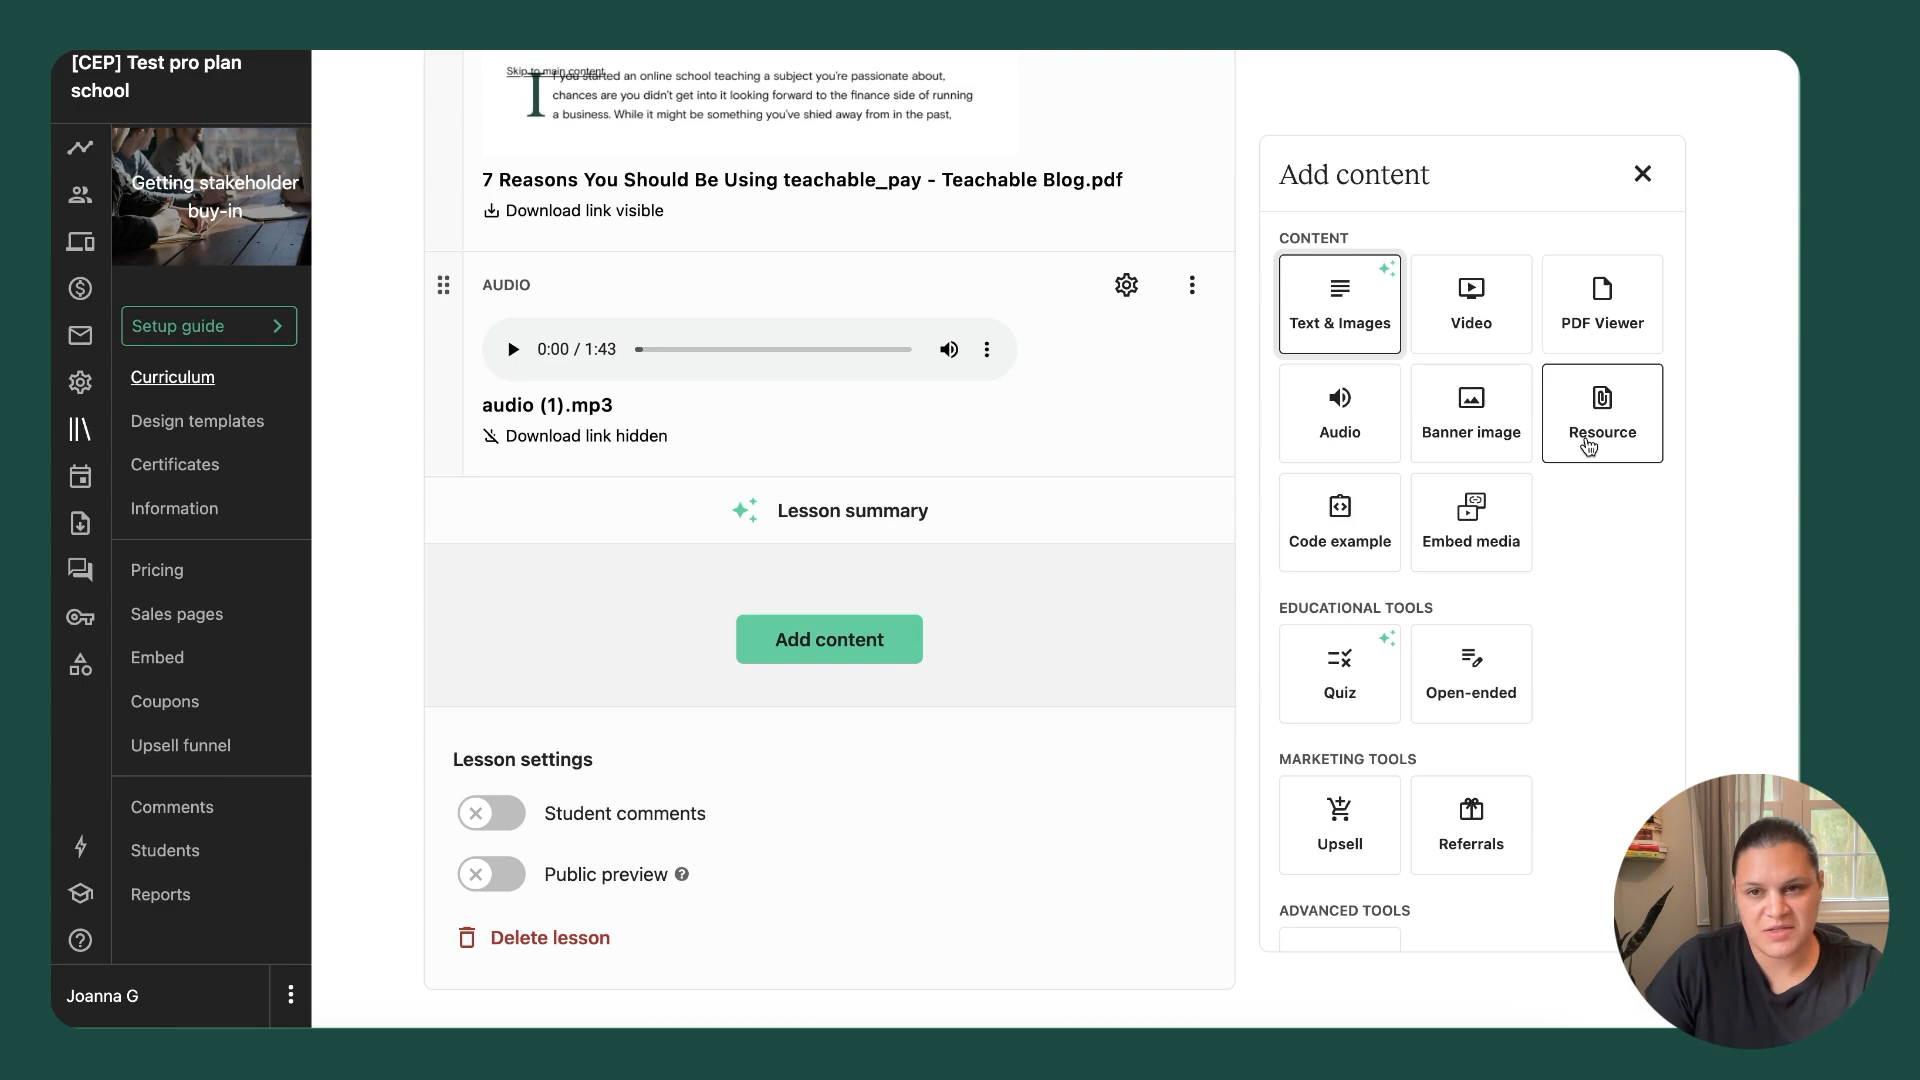 [CEP] Test pro plan
school
Getting stakeholder
buy-in
Setup guide
Curriculum
Design templates
Certificates
Information
Pricing
Sales pages
Embed
Coupons
Upsell funnel
Comments
Students
Reports
Joanna G
Skip to main content
If you started an online school teaching a subject you're passionate about,
chances are you didn't get into it looking forward to the finance side of running
a business. While it might be something you've shied away from in the past,
7 Reasons You Should Be Using teachable_pay - Teachable Blog.pdf
Download link visible
AUDIO
0:00 / 1:43
audio (1).mp3
Download link hidden
Lesson summary
Add content
Lesson settings
Student comments
Public preview
Delete lesson
Add content
CONTENT
Text & Images
Video
PDF Viewer
Audio
Banner image
Resource
Code example
Embed media
EDUCATIONAL TOOLS
Quiz
Open-ended
MARKETING TOOLS
Upsell
Referrals
ADVANCED TOOLS